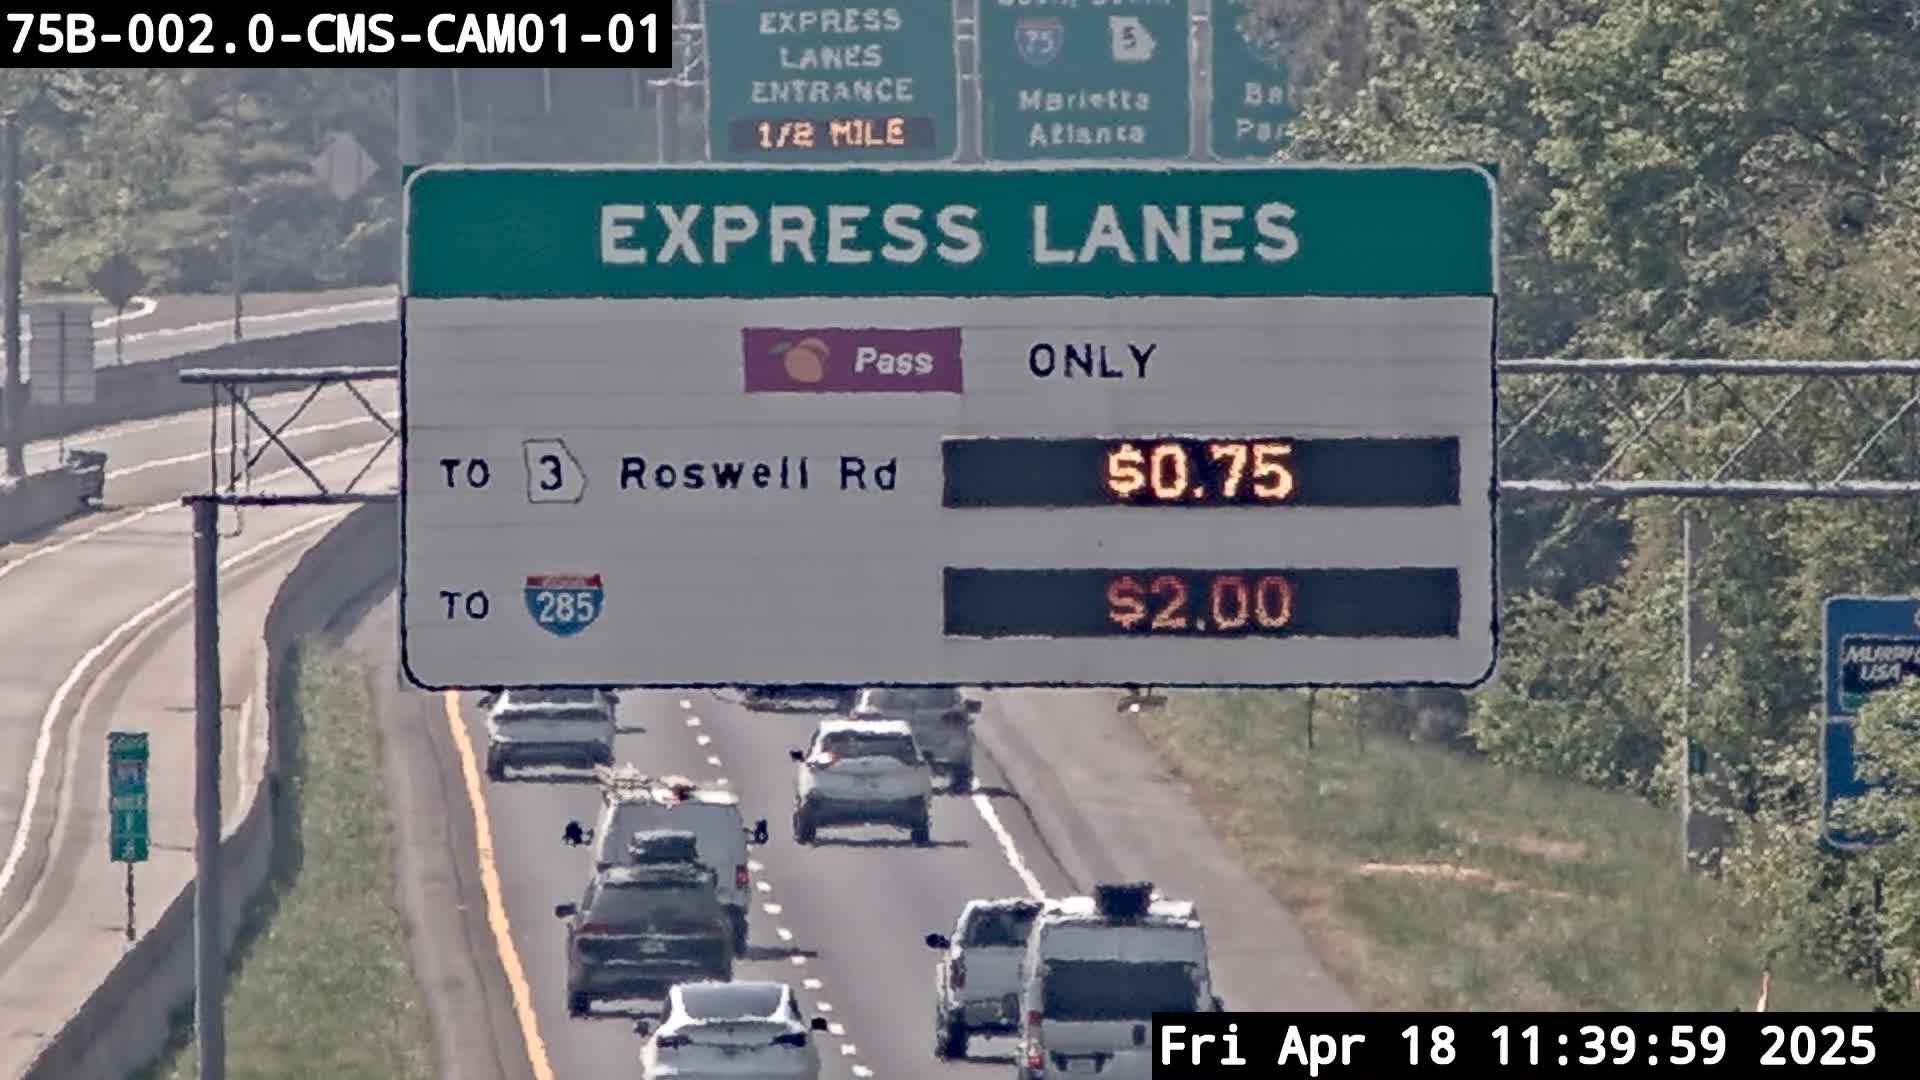 75B-002.0-CMS-CAM01-01
EXPRESS
LANES
ENTRANCE
1/2 MILE
75 5
Marietta
Atlanta
EXPRESS LANES
Pass ONLY
TO 3 Roswell Rd $0.75
TO 285 $2.00
USA
Fri Apr 18 11:39:59 2025